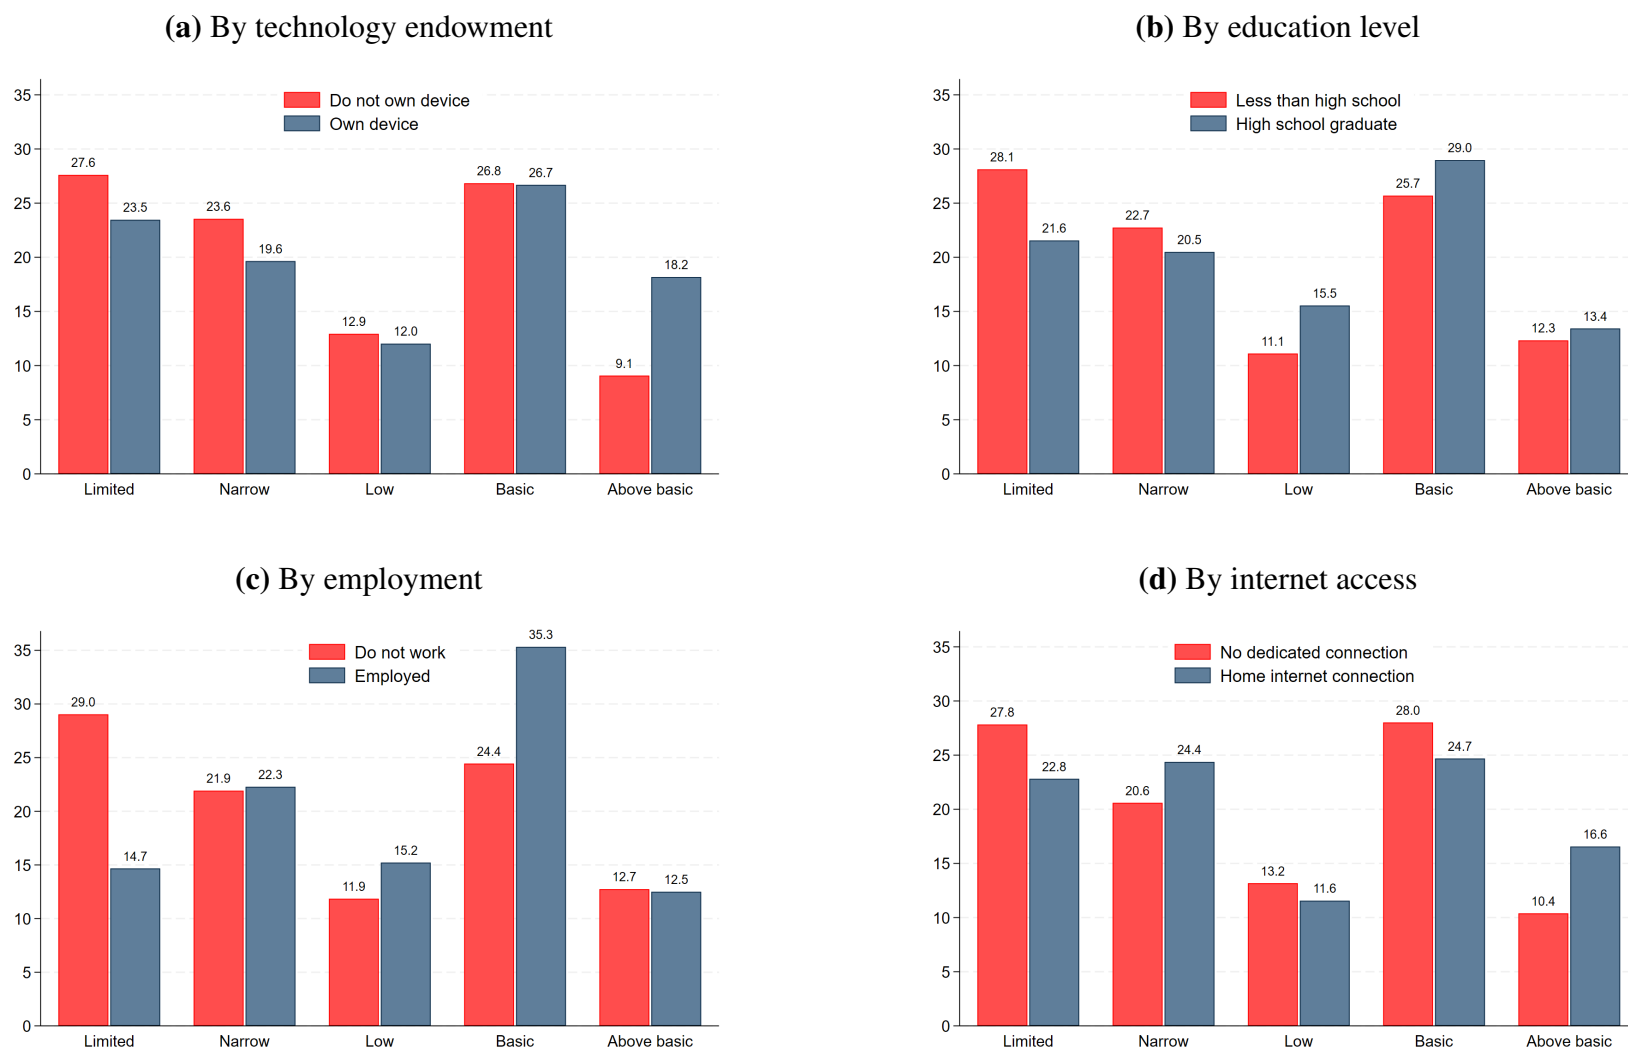 (a) By technology endowment
35
30
25
20
15
10
5
0
Do not own device
Own device
27.6
23.5
23.6
19.6
12.9
12.0
26.8
26.7
9.1
18.2
Limited
Narrow
Low
Basic
Above basic
(b) By education level
35
30
25
20
15
10
5
0
Less than high school
High school graduate
28.1
21.6
22.7
20.5
11.1
15.5
25.7
29.0
12.3
13.4
Limited
Narrow
Low
Basic
Above basic
(c) By employment
35
30
25
20
15
10
5
0
Do not work
Employed
29.0
14.7
21.9
22.3
11.9
15.2
24.4
35.3
12.7
12.5
Limited
Narrow
Low
Basic
Above basic
(d) By internet access
35
30
25
20
15
10
5
0
No dedicated connection
Home internet connection
27.8
22.8
20.6
24.4
13.2
11.6
28.0
24.7
10.4
16.6
Limited
Narrow
Low
Basic
Above basic